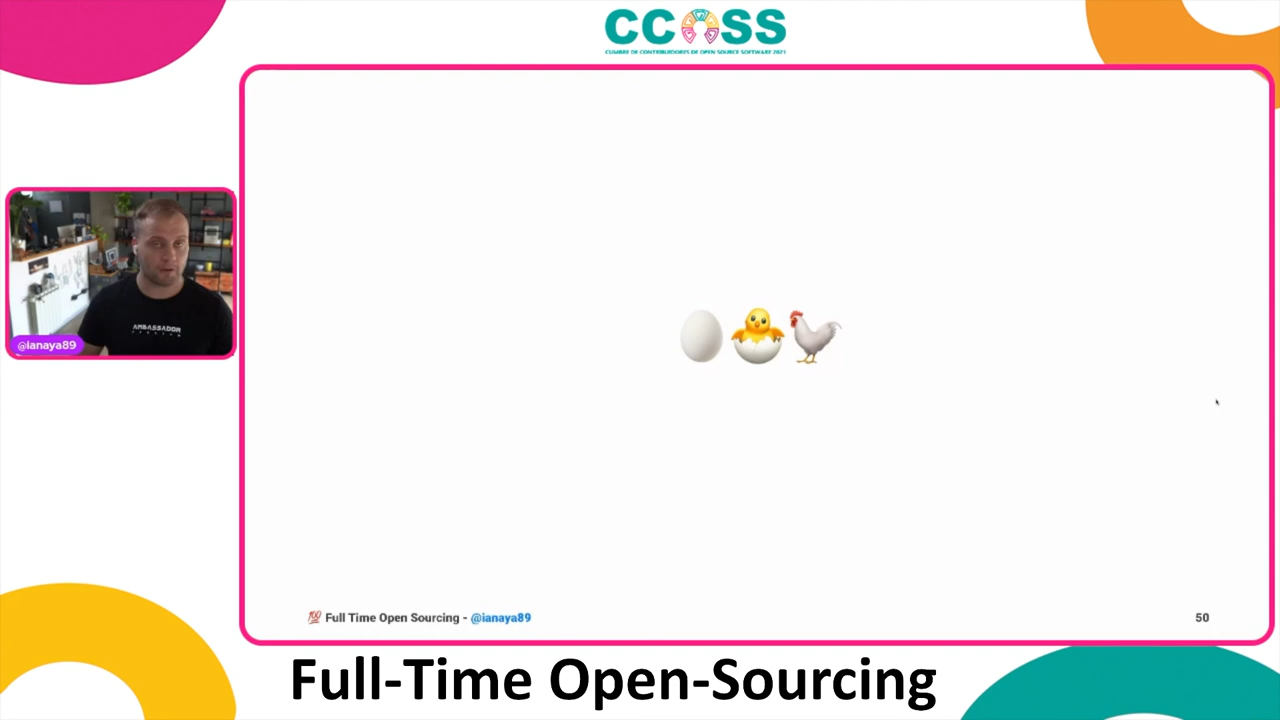 CCOSS
CUMBRE DE CONTRIBUIDORES DE OPEN SOURCE SOFTWARE 2021
AMBASSADOR
@ianaya89
💯 Full Time Open Sourcing - @ianaya89
50
Full-Time Open-Sourcing